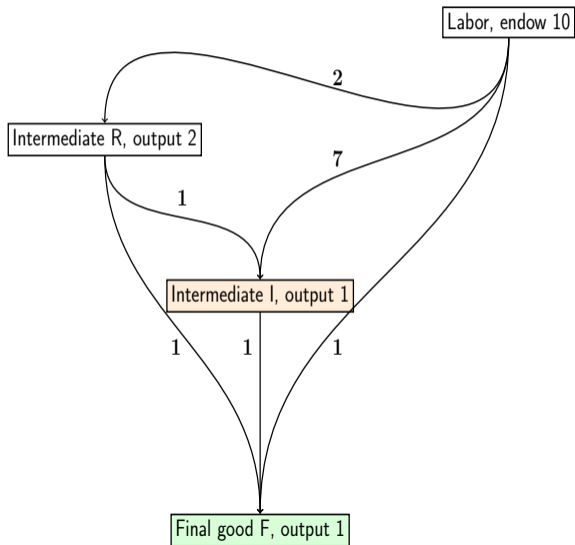 Labor, endow 10
2
Intermediate R, output 2
7
1
Intermediate I, output 1
1 1 1
Final good F, output 1